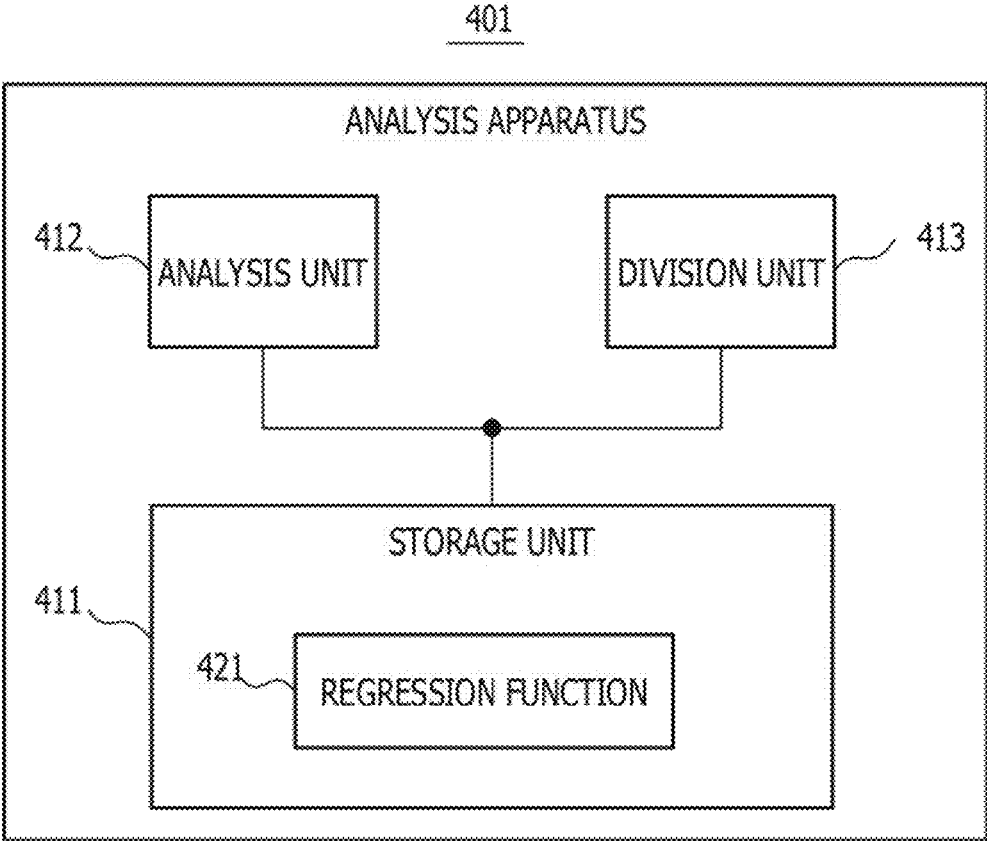 401
ANALYSIS APPARATUS
412
ANALYSIS UNIT
DIVISION UNIT
413
STORAGE UNIT
411
421
REGRESSION FUNCTION